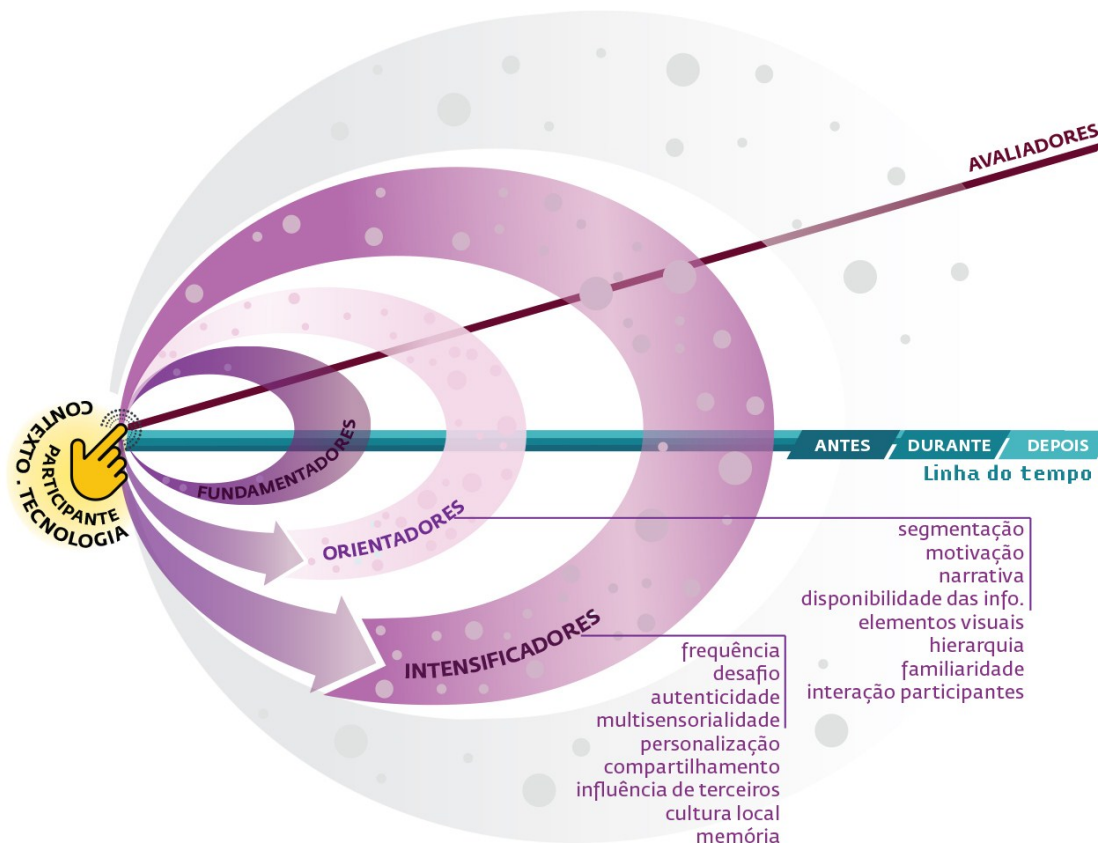 AVALIADORES
CONTEXTO . TECNOLOGIA
PARTICIPANTE
ANTES
DURANTE
DEPOIS
Linha do tempo
FUNDAMENTADORES
ORIENTADORES
segmentação
motivação
narrativa
disponibilidade das info.
elementos visuais
hierarquia
familiaridade
interação participantes
INTENSIFICADORES
frequência
desafio
autenticidade
multisensorialidade
personalização
compartilhamento
influência de terceiros
cultura local
memória